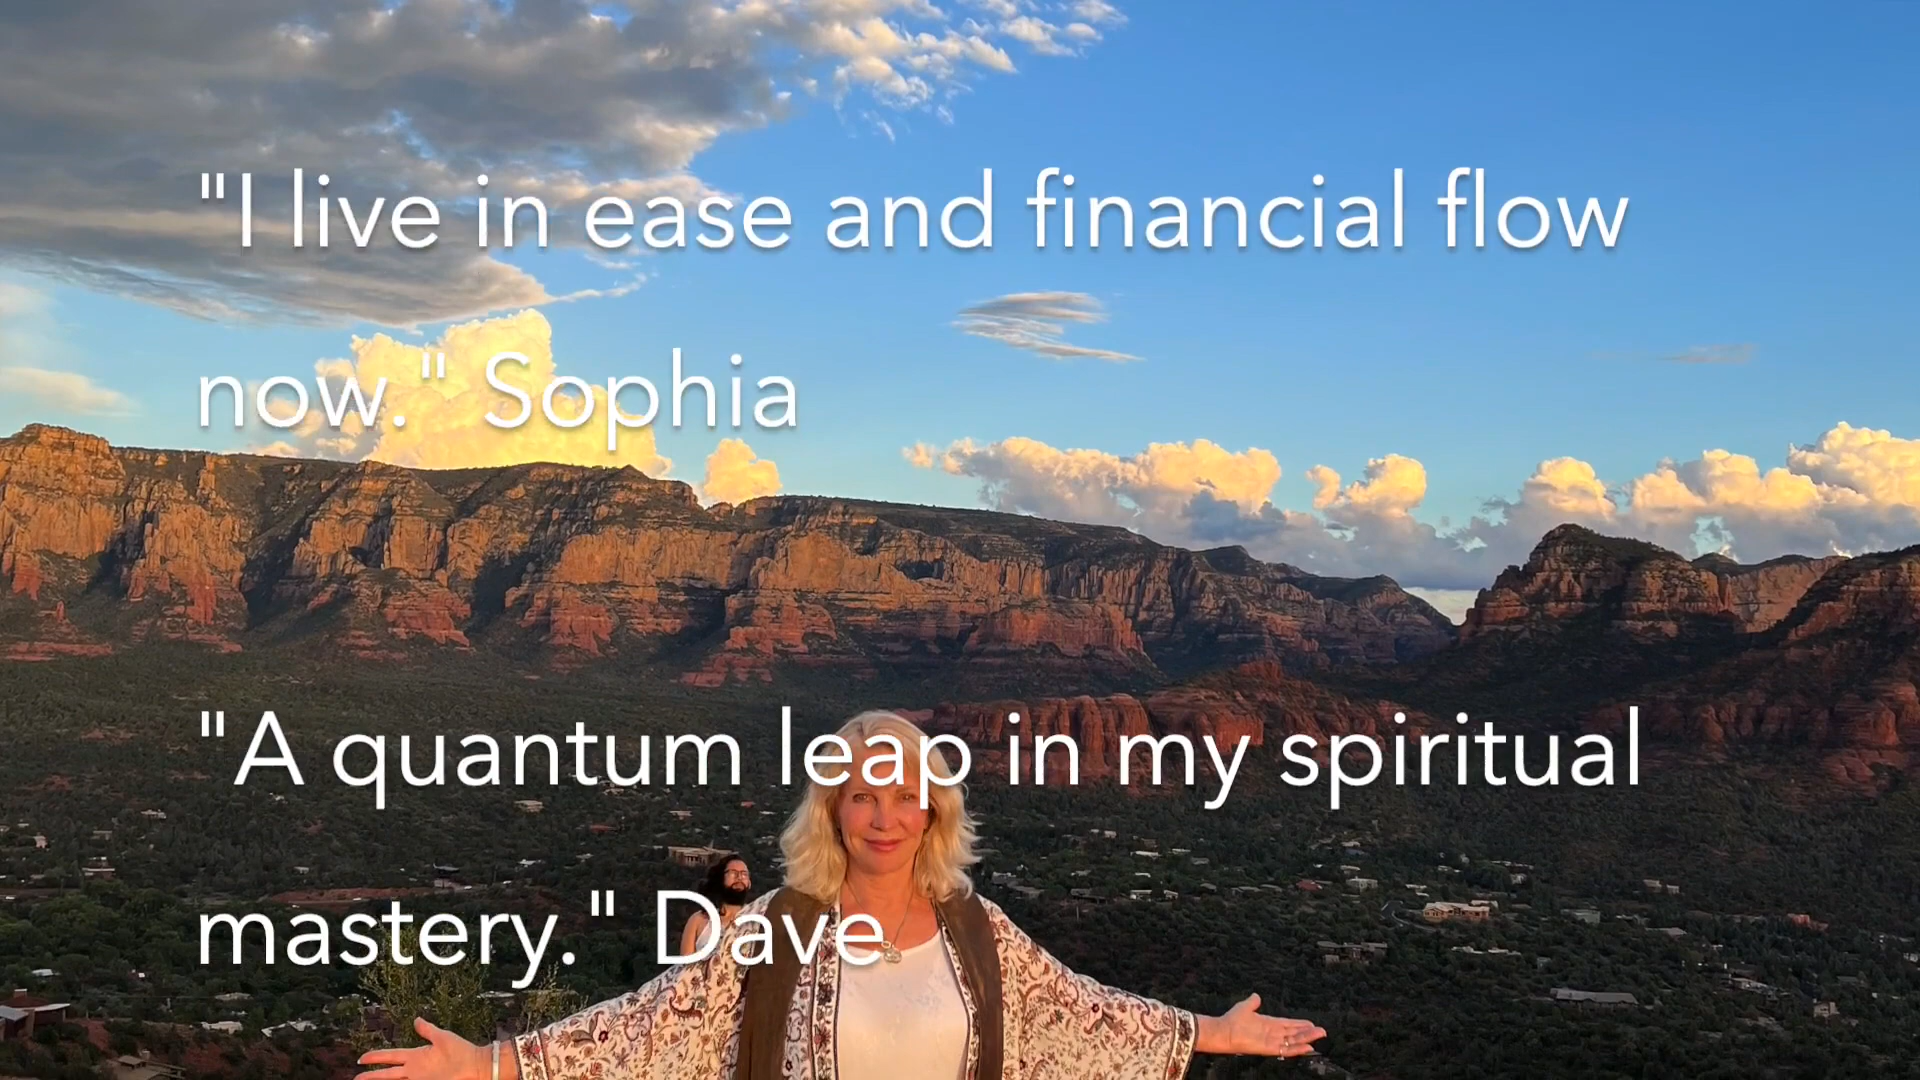 "I live in ease and financial flow
now." Sophia
"A quantum leap in my spiritual
mastery." Dave